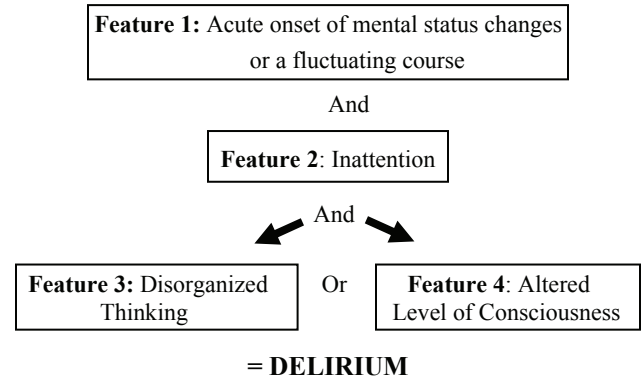 Feature 1: Acute onset of mental status changes
or a fluctuating course
And
Feature 2: Inattention
And
Feature 3: Disorganized
Thinking
Or
Feature 4: Altered
Level of Consciousness
= DELIRIUM